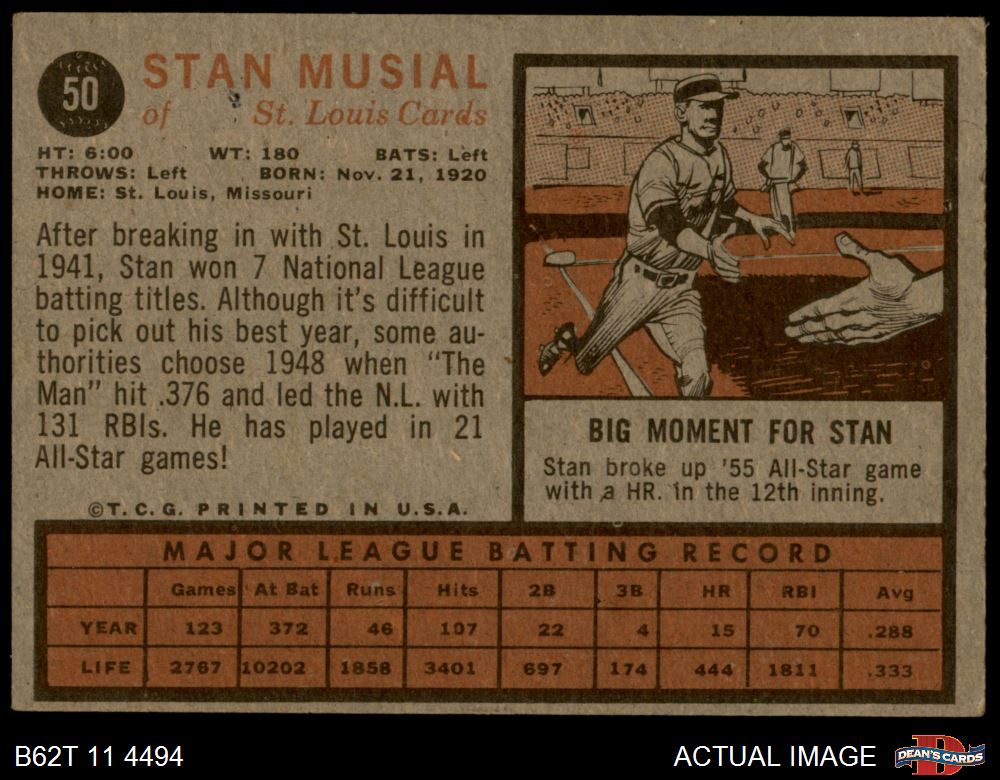 50
STAN MUSIAL
of St. Louis Cards
HT: 6:00 WT: 180 BATS: Left
THROWS: Left BORN: Nov. 21, 1920
HOME: St. Louis, Missouri
After breaking in with St. Louis in
1941, Stan won 7 National League
batting titles. Although it's difficult
to pick out his best year, some au-
thorities choose 1948 when "The
Man" hit .376 and led the N.L. with
131 RBIs. He has played in 21
All-Star games!
©T.C.G. PRINTED IN U.S.A.
BIG MOMENT FOR STAN
Stan broke up '55 All-Star game
with a HR. in the 12th inning.
MAJOR LEAGUE BATTING RECORD
Games At Bat Runs Hits 2B 3B HR RBI Avg
YEAR 123 372 46 107 22 4 15 70 .288
LIFE 2767 10202 1858 3401 697 174 444 1811 .333
B62T 11 4494
ACTUAL IMAGE
D
DEAN'S CARDS